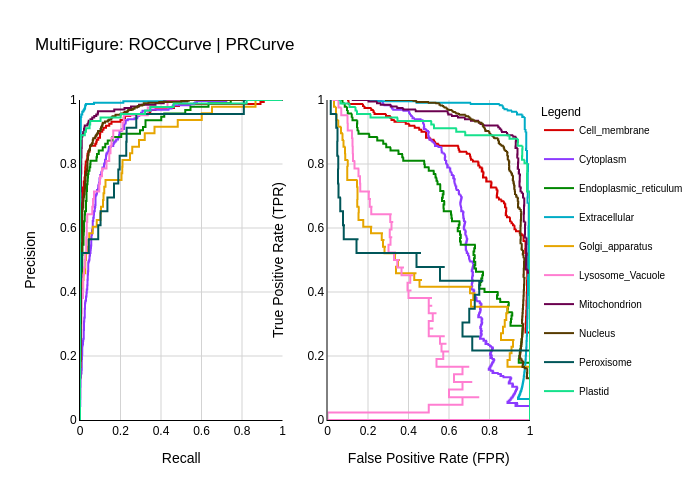 MultiFigure: ROCCurve | PRCurve
Precision
1
0.8
0.6
0.4
0.2
0
0 0.2 0.4 0.6 0.8 1
Recall
True Positive Rate (TPR)
1
0.8
0.6
0.4
0.2
0
0 0.2 0.4 0.6 0.8 1
False Positive Rate (FPR)
Legend
Cell_membrane
Cytoplasm
Endoplasmic_reticulum
Extracellular
Golgi_apparatus
Lysosome_Vacuole
Mitochondrion
Nucleus
Peroxisome
Plastid